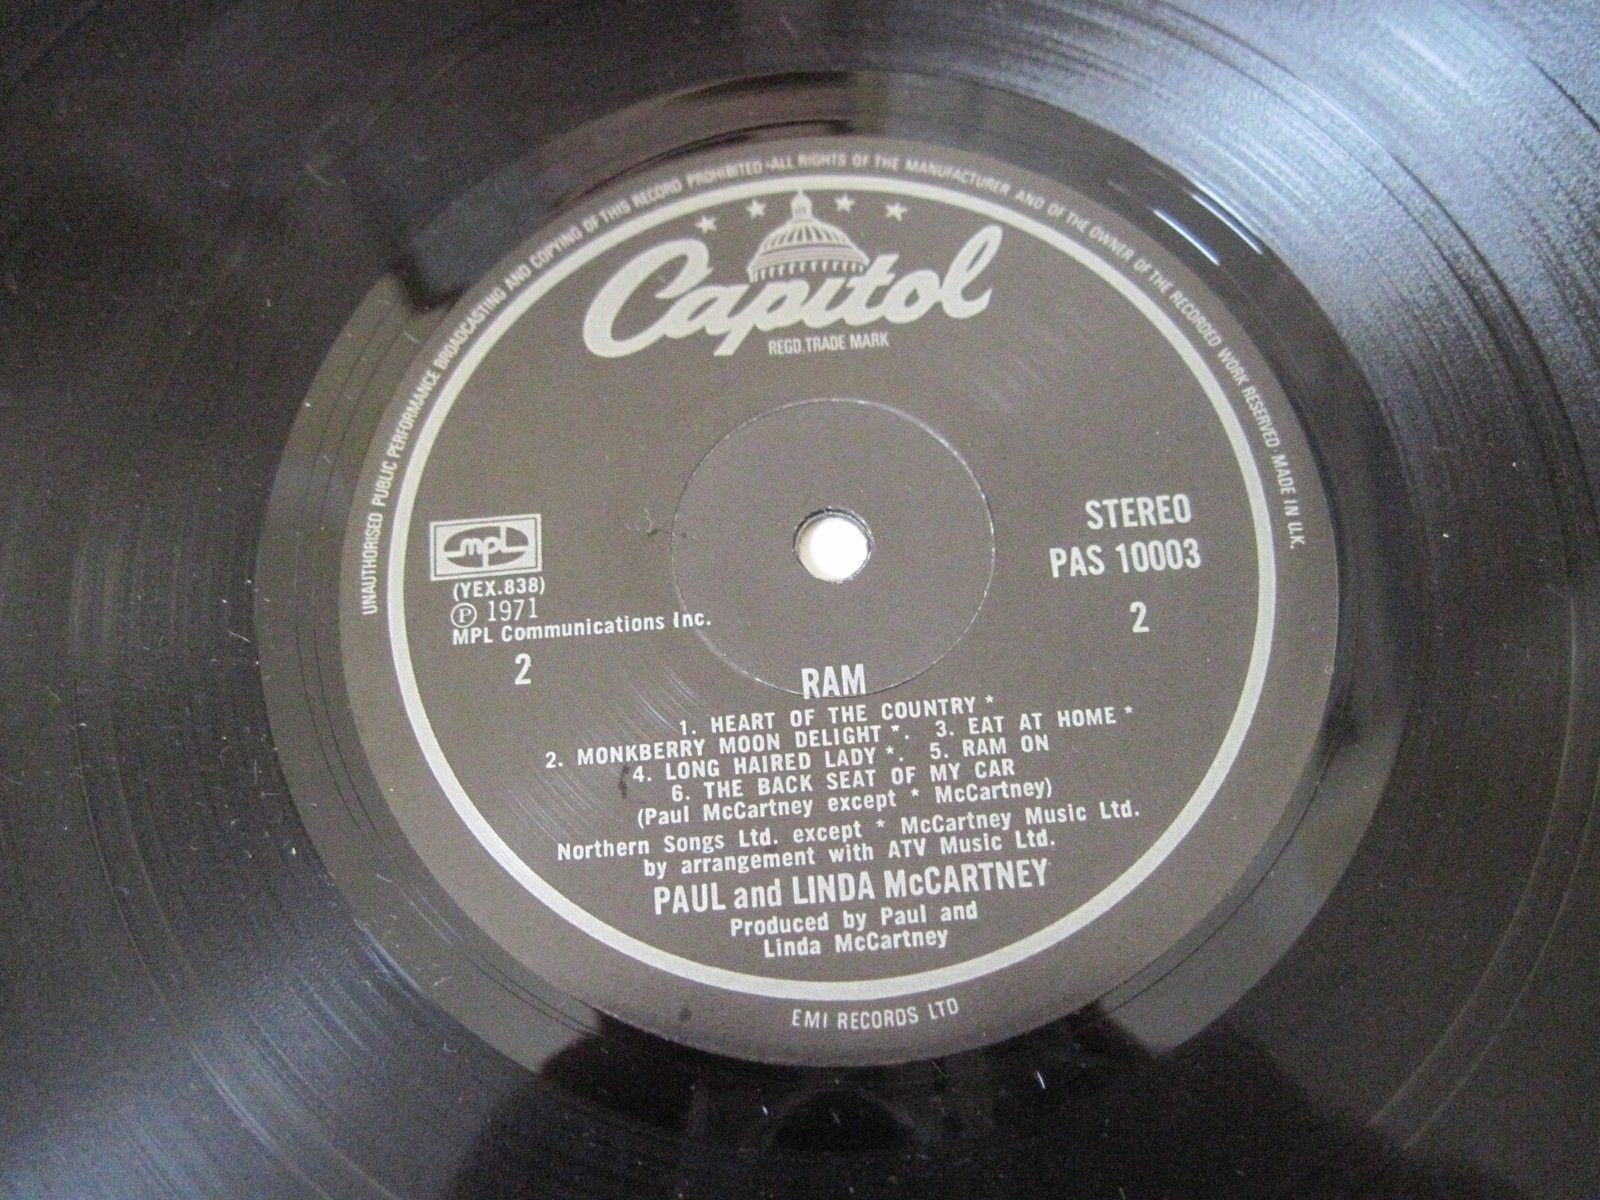 UNAUTHORISED PUBLIC PERFORMANCE BROADCASTING AND COPYING OF THIS RECORD PROHIBITED-ALL RIGHTS OF THE MANUFACTURER AND OF THE OWNER OF THE RECORDED WORK RESERVED MADE IN U.K.
Capitol
REGD. TRADE MARK
mpl
(YEX.838)
Ⓟ 1971
MPL Communications Inc.
2
STEREO
PAS 10003
2
RAM
1. HEART OF THE COUNTRY *
2. MONKBERRY MOON DELIGHT *. 3. EAT AT HOME *
4. LONG HAIRED LADY *. 5. RAM ON
6. THE BACK SEAT OF MY CAR
(Paul McCartney except * McCartney)
Northern Songs Ltd. except * McCartney Music Ltd.
by arrangement with ATV Music Ltd.
PAUL and LINDA McCARTNEY
Produced by Paul and
Linda McCartney
EMI RECORDS LTD